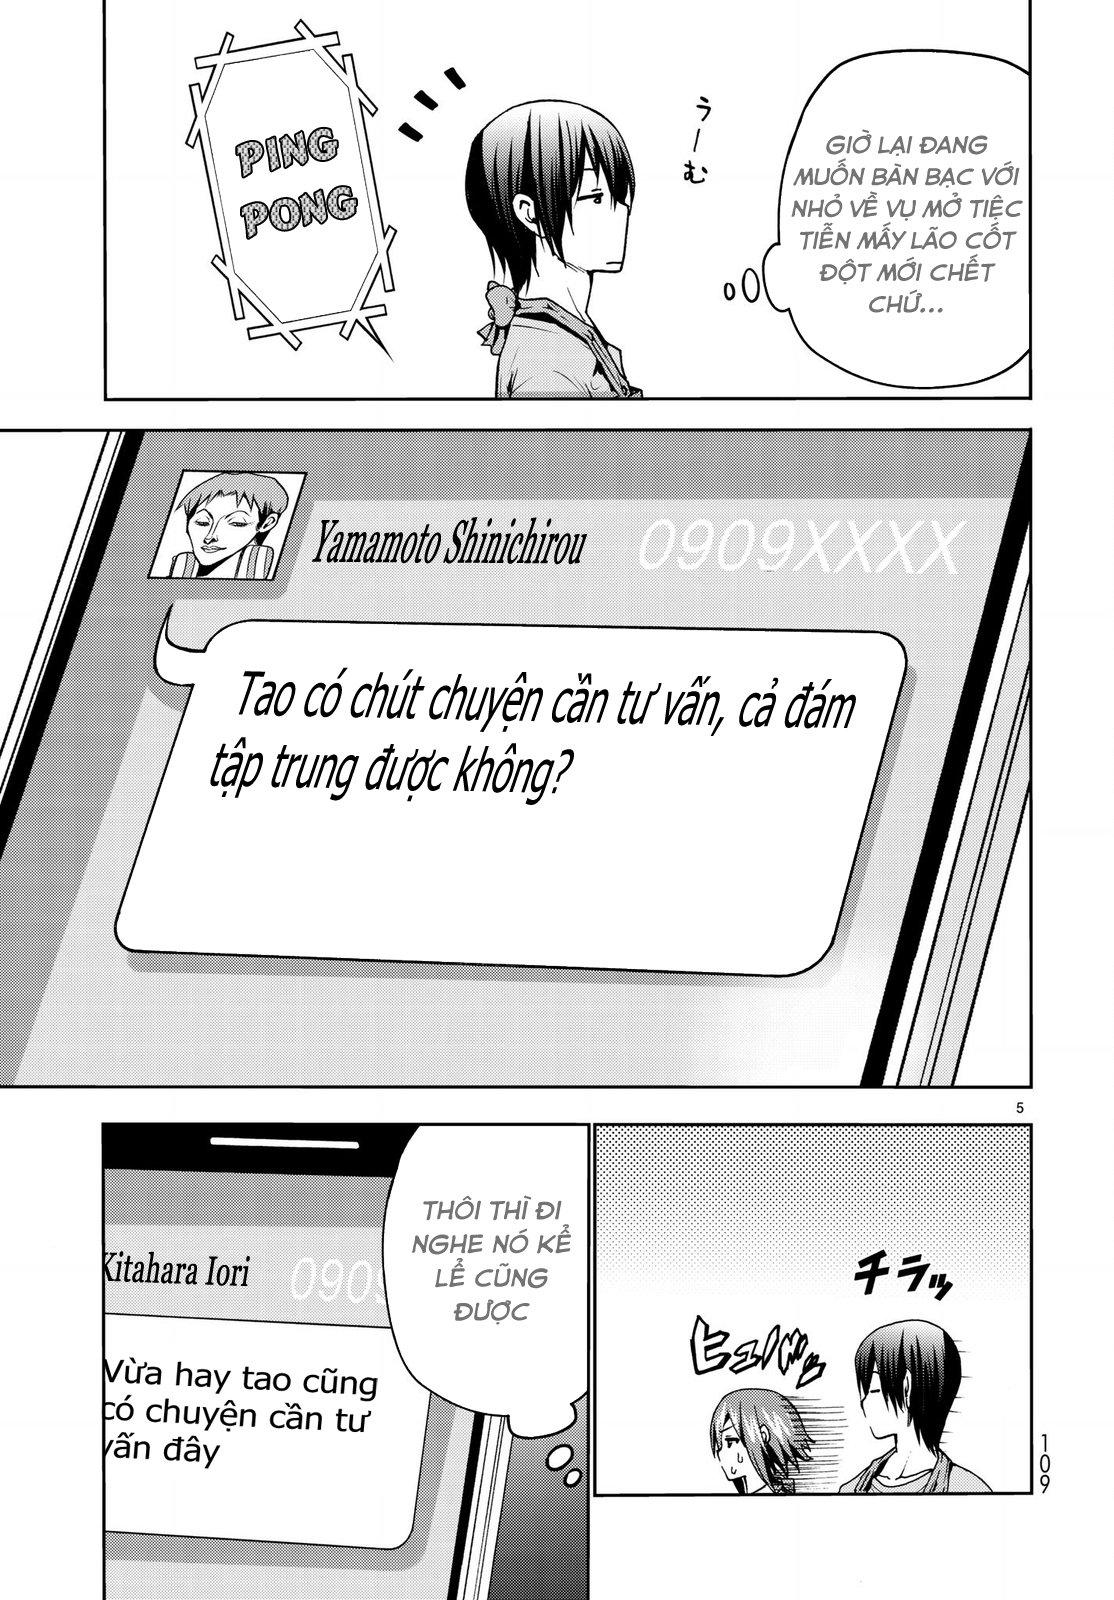 GIỜ LẠI ĐANG
MUỐN BÀN BẠC VỚI
NHỎ VỀ VỤ MỞ TIỆC
TIỄN MẤY LÃO CỐT
ĐỘT MỚI CHẾT
CHỨ...
うーむ
PING
PONG
Yamamoto Shinichirou 0909XXXX
Tao có chút chuyện cần tư vấn, cả đám
tập trung được không?
5
チラッ
109
THÔI THÌ ĐI
NGHE NÓ KỂ
LỂ CŨNG
ĐƯỢC
Kitahara Iori 0909
Vừa hay tao cũng
có chuyện cần tư
vấn đây